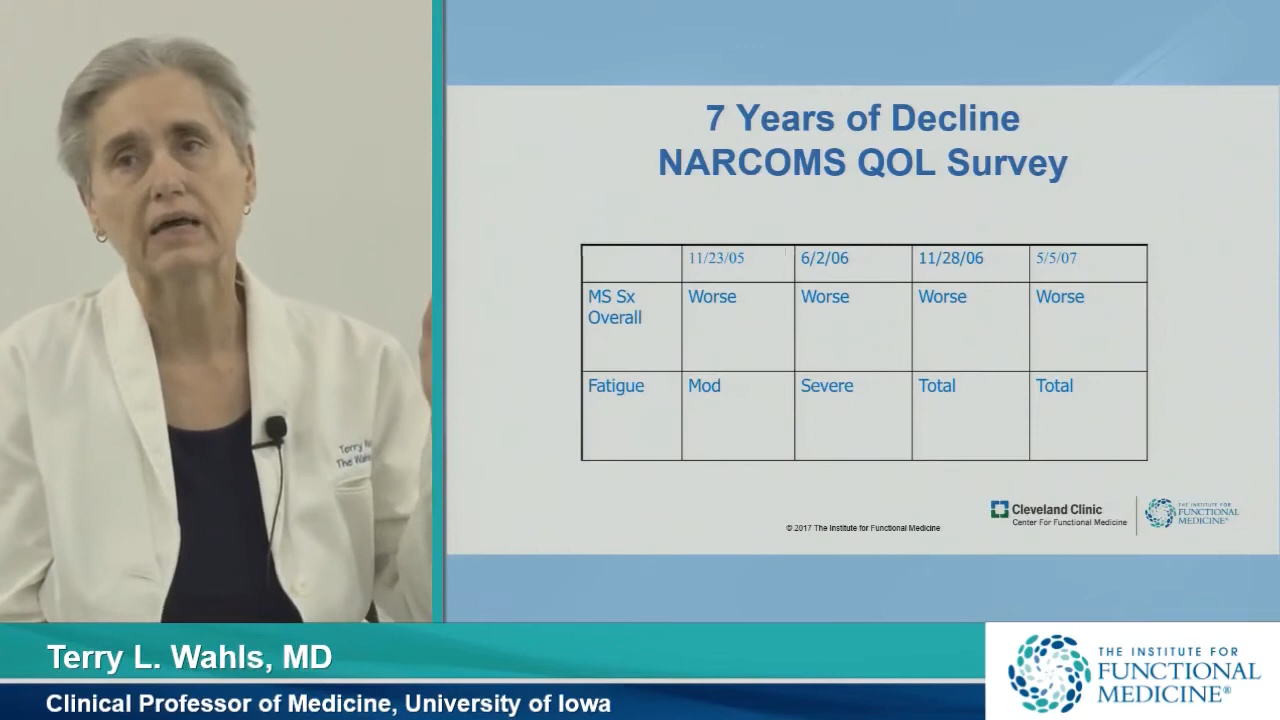 7 Years of Decline
NARCOMS QOL Survey
11/23/05 6/2/06 11/28/06 5/5/07
MS Sx Overall Worse Worse Worse Worse
Fatigue Mod Severe Total Total
© 2017 The Institute for Functional Medicine
Cleveland Clinic
Center For Functional Medicine
THE INSTITUTE FOR
FUNCTIONAL
MEDICINE®
Terry
The
Terry L. Wahls, MD
Clinical Professor of Medicine, University of Iowa
THE INSTITUTE FOR
FUNCTIONAL
MEDICINE®